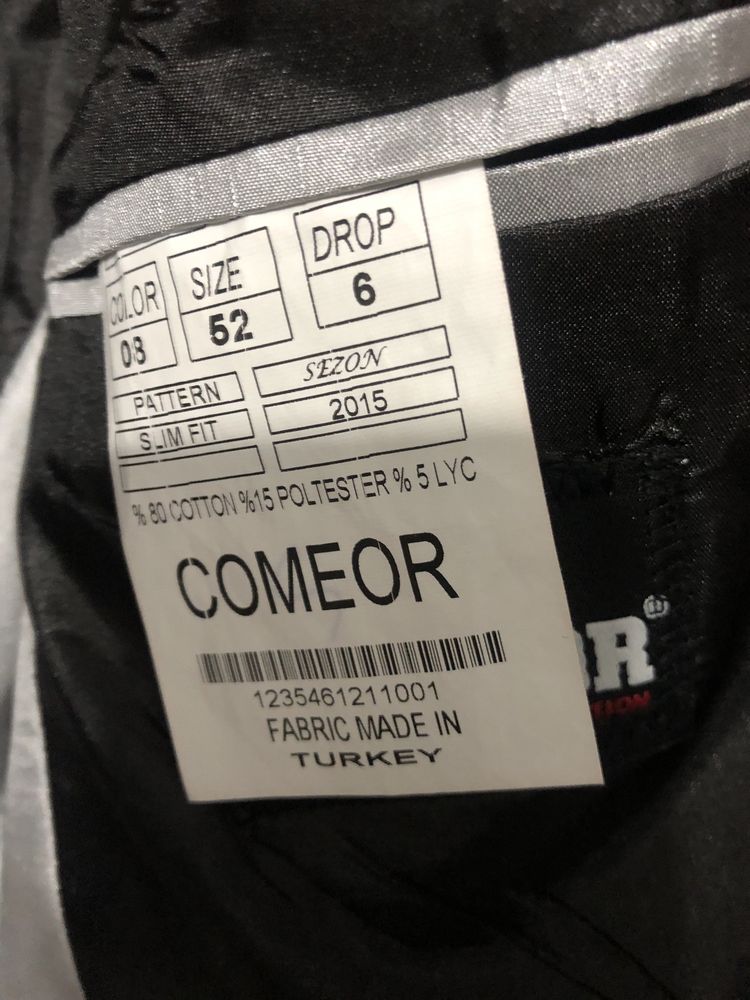 COLOR SIZE DROP
08 52 6
PATTERN SEZON
SLIM FIT 2015
% 80 COTTON %15 POLTESTER % 5 LYC
COMEOR
1235461211001
FABRIC MADE IN
TURKEY
R®